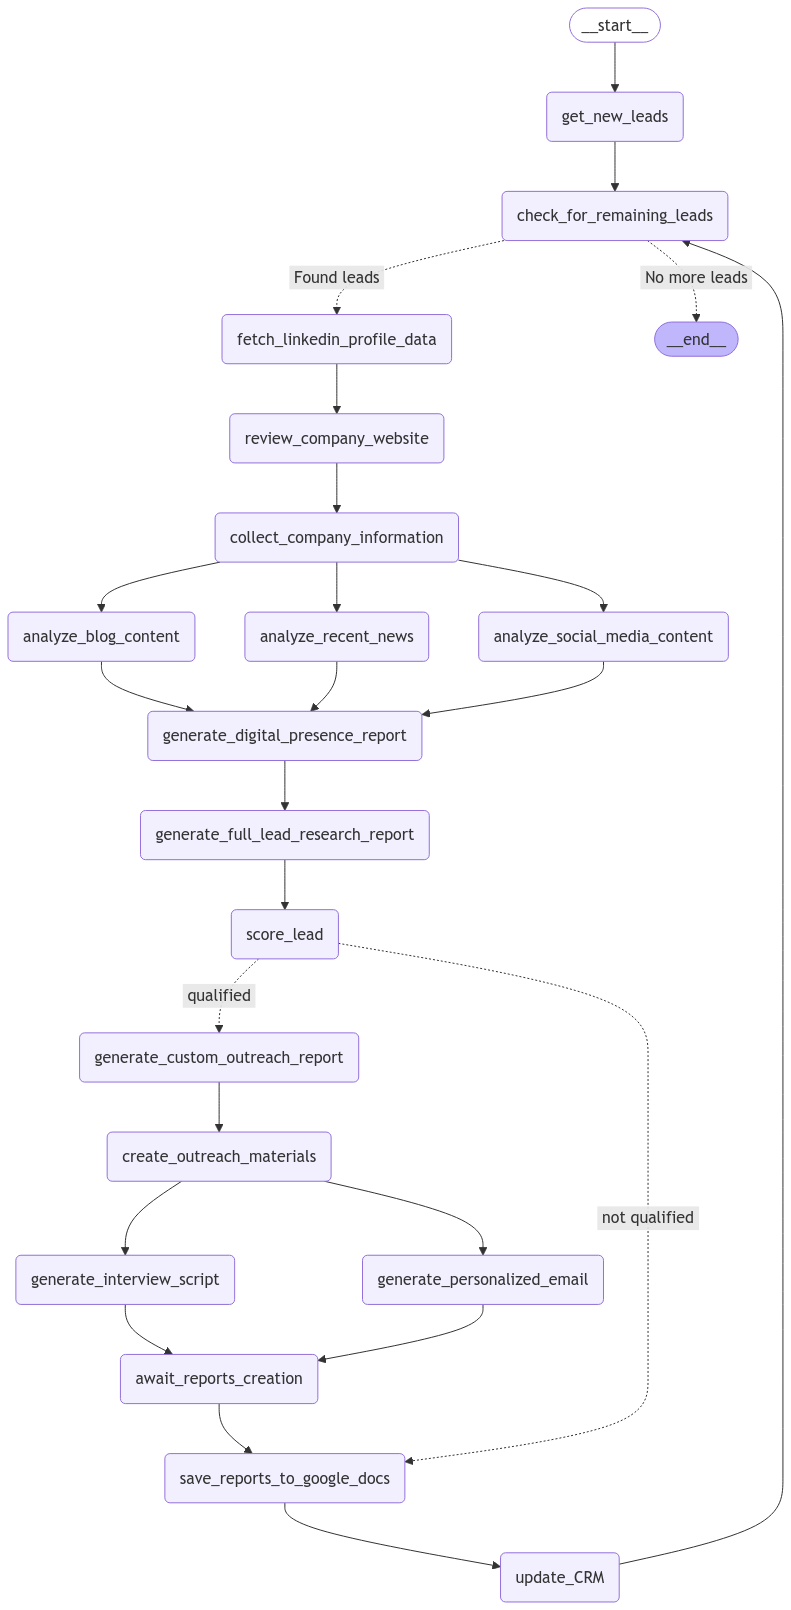 __start__
get_new_leads
check_for_remaining_leads
Found leads
No more leads
fetch_linkedin_profile_data
__end__
review_company_website
collect_company_information
analyze_blog_content
analyze_recent_news
analyze_social_media_content
generate_digital_presence_report
generate_full_lead_research_report
score_lead
qualified
generate_custom_outreach_report
create_outreach_materials
not qualified
generate_interview_script
generate_personalized_email
await_reports_creation
save_reports_to_google_docs
update_CRM